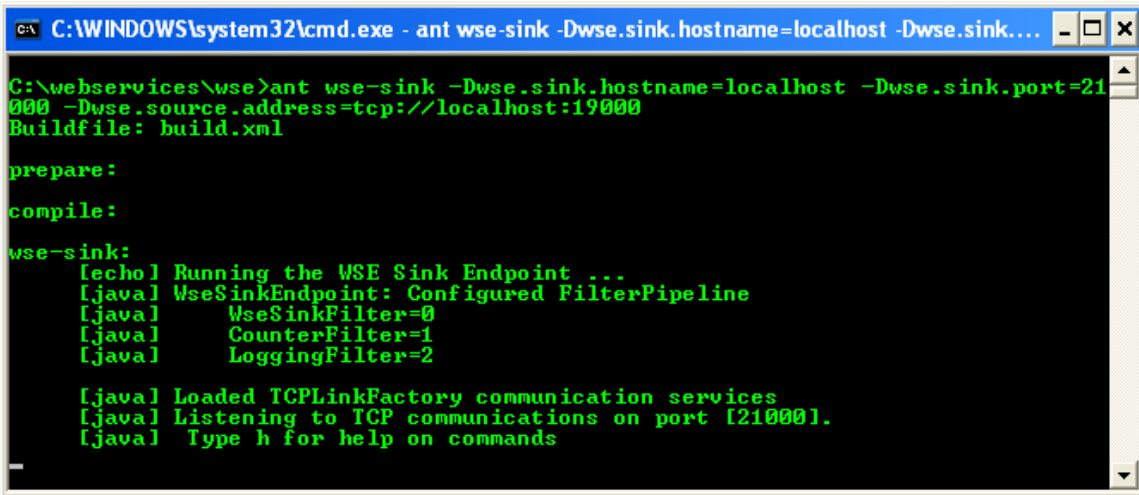 C:\WINDOWS\system32\cmd.exe - ant wse-sink -Dwse.sink.hostname=localhost -Dwse.sink....
C:\webservices\wse>ant wse-sink -Dwse.sink.hostname=localhost -Dwse.sink.port=21
000 -Dwse.source.address=tcp://localhost:19000
Buildfile: build.xml
prepare:
compile:
wse-sink:
[echo] Running the WSE Sink Endpoint ...
[java] WseSinkEndpoint: Configured FilterPipeline
[java] WseSinkFilter=0
[java] CounterFilter=1
[java] LoggingFilter=2
[java] Loaded TCPLinkFactory communication services
[java] Listening to TCP communications on port [21000].
[java] Type h for help on commands